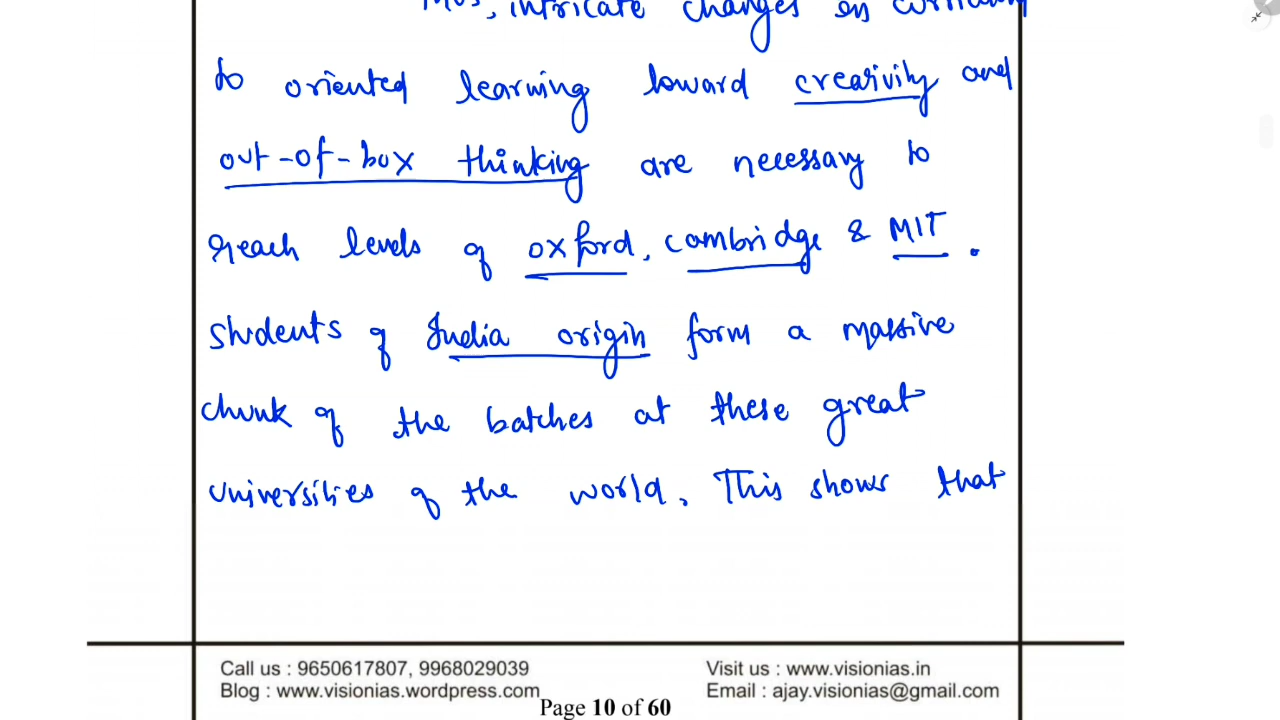 Thus, intricate changes in curriculum
to oriented learning toward creativity and
out-of-box thinking are necessary to
reach levels of oxford, cambridge & MIT.
students of India origin form a massive
chunk of the batches at these great
universities of the world. This shows that
Call us : 9650617807, 9968029039 Visit us : www.visionias.in
Blog : www.visionias.wordpress.com Email : ajay.visionias@gmail.com
Page 10 of 60